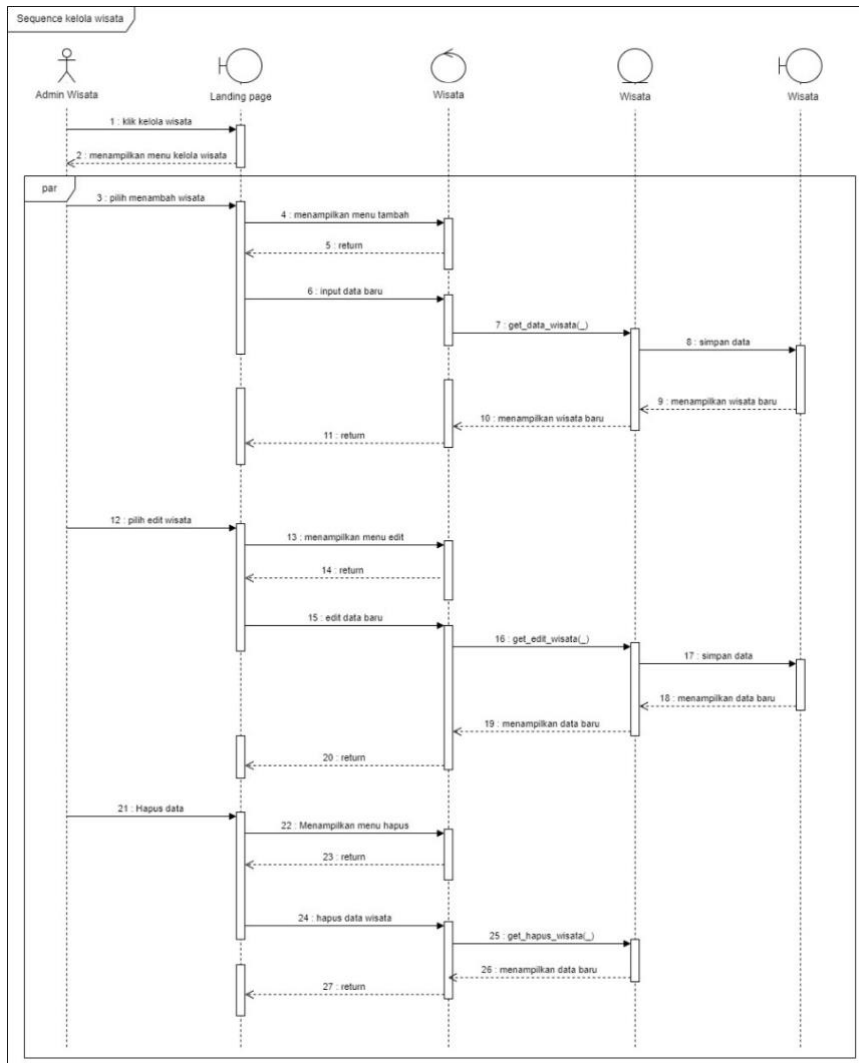 Sequence kelola wisata
Admin Wisata
Landing page
Wisata
Wisata
Wisata
1 : klik kelola wisata
2 : menampilkan menu kelola wisata
par
3 : pilih menambah wisata
4 : menampilkan menu tambah
5 : return
6 : input data baru
7 : get_data_wisata(_)
8 : simpan data
9 : menampilkan wisata baru
10 : menampilkan wisata baru
11 : return
12 : pilih edit wisata
13 : menampilkan menu edit
14 : return
15 : edit data baru
16 : get_edit_wisata(_)
17 : simpan data
18 : menampilkan data baru
19 : menampilkan data baru
20 : return
21 : Hapus data
22 : Menampilkan menu hapus
23 : return
24 : hapus data wisata
25 : get_hapus_wisata(_)
26 : menampilkan data baru
27 : return